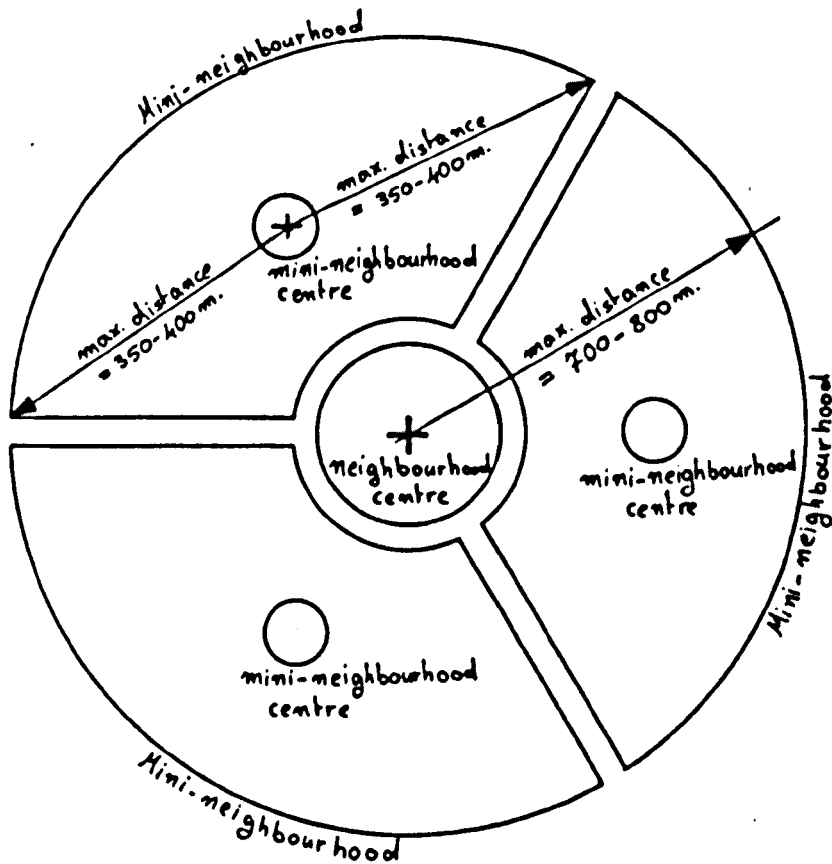 Mini-neighbourhood
max. distance
= 350-400m.
mini-neighbourhood
centre
max. distance
= 350-400m.
max. distance
= 700-800m.
neighbourhood
centre
mini-neighbourhood
centre
Mini-neighbourhood
mini-neighbourhood
centre
Mini-neighbourhood